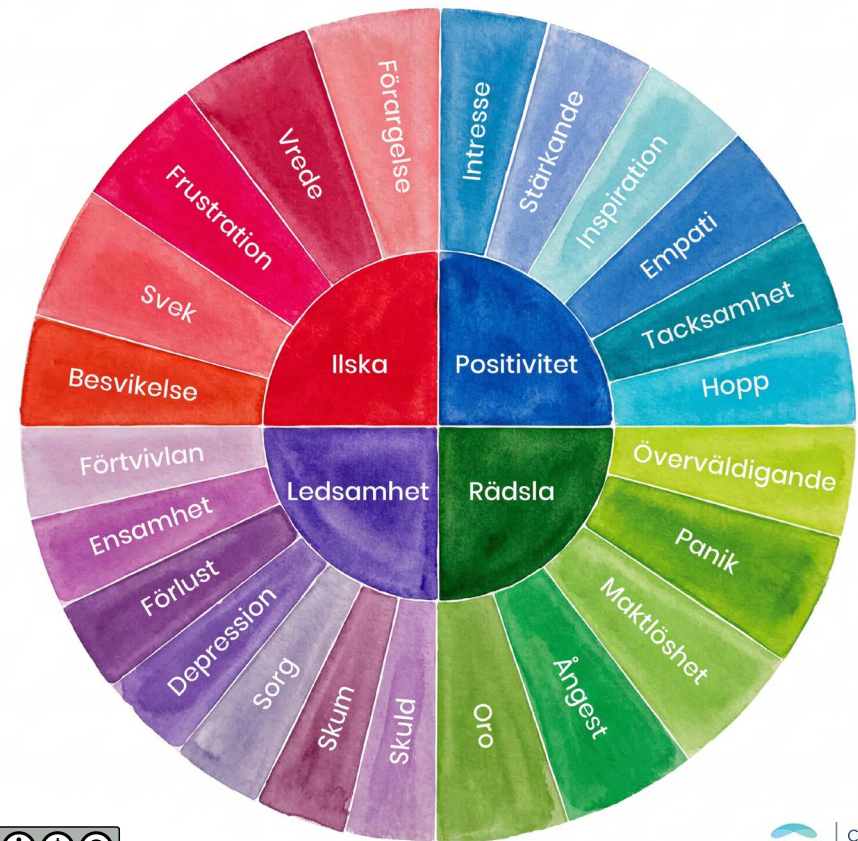 Förargelse
Vrede
Frustration
Svek
Besvikelse
Ilska
Intresse
Stärkande
Inspiration
Empati
Tacksamhet
Hopp
Positivitet
Förtvivlan
Ensamhet
Förlust
Depression
Sorg
Skum
Skuld
Ledsamhet
Överväldigande
Panik
Maktlöshet
Ångest
Oro
Rädsla